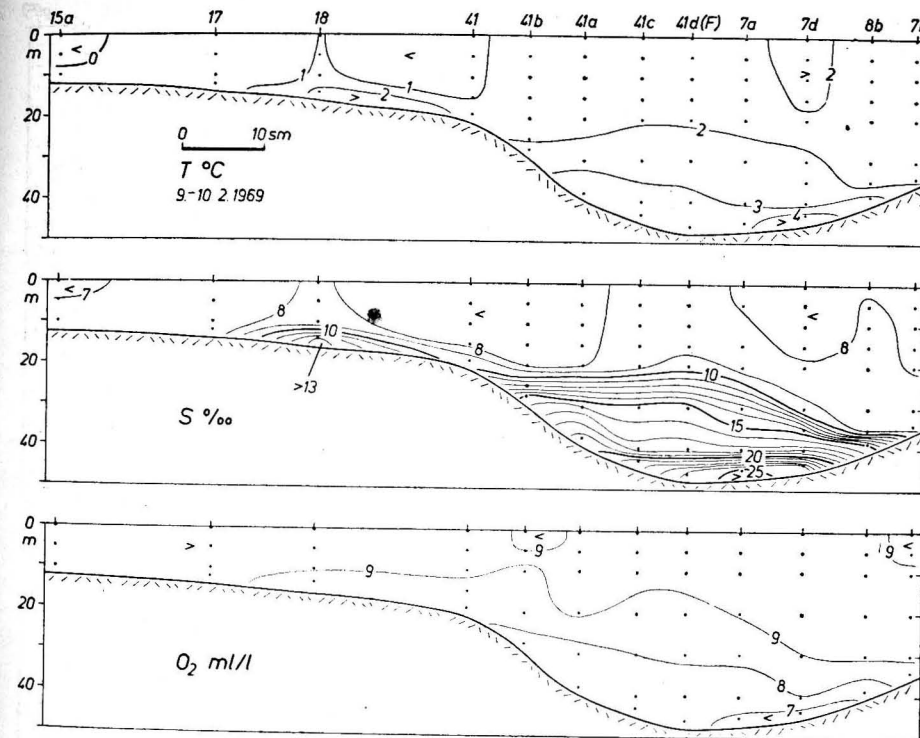 15a 17 18 41 41b 41a 41c 41d(F) 7a 7d 8b
0
m
20
40
< 0 1 1 < 2 > 2 > 2
3
> 4
0 10 sm
T °C
9.-10 2.1969
0
m
20
40
< 7 8 10 >13 < 8 10 15 20 25 > < 8
S ‰
0
m
20
40
> 9 < 9 9 8 7 < 9 <
O2 ml/l